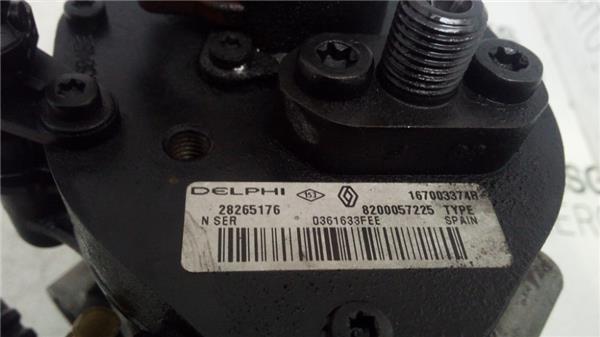 DELPHI 167003374R
28265176 8200057225 TYPE
N SER D361633FEE SPAIN